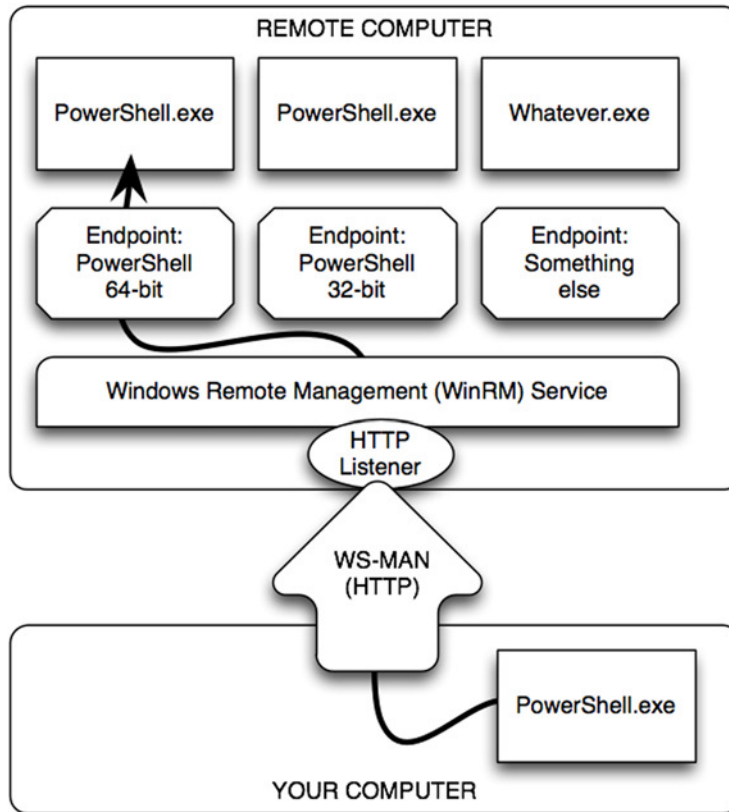 REMOTE COMPUTER
PowerShell.exe
PowerShell.exe
Whatever.exe
Endpoint:
PowerShell
64-bit
Endpoint:
PowerShell
32-bit
Endpoint:
Something
else
Windows Remote Management (WinRM) Service
HTTP
Listener
WS-MAN
(HTTP)
PowerShell.exe
YOUR COMPUTER